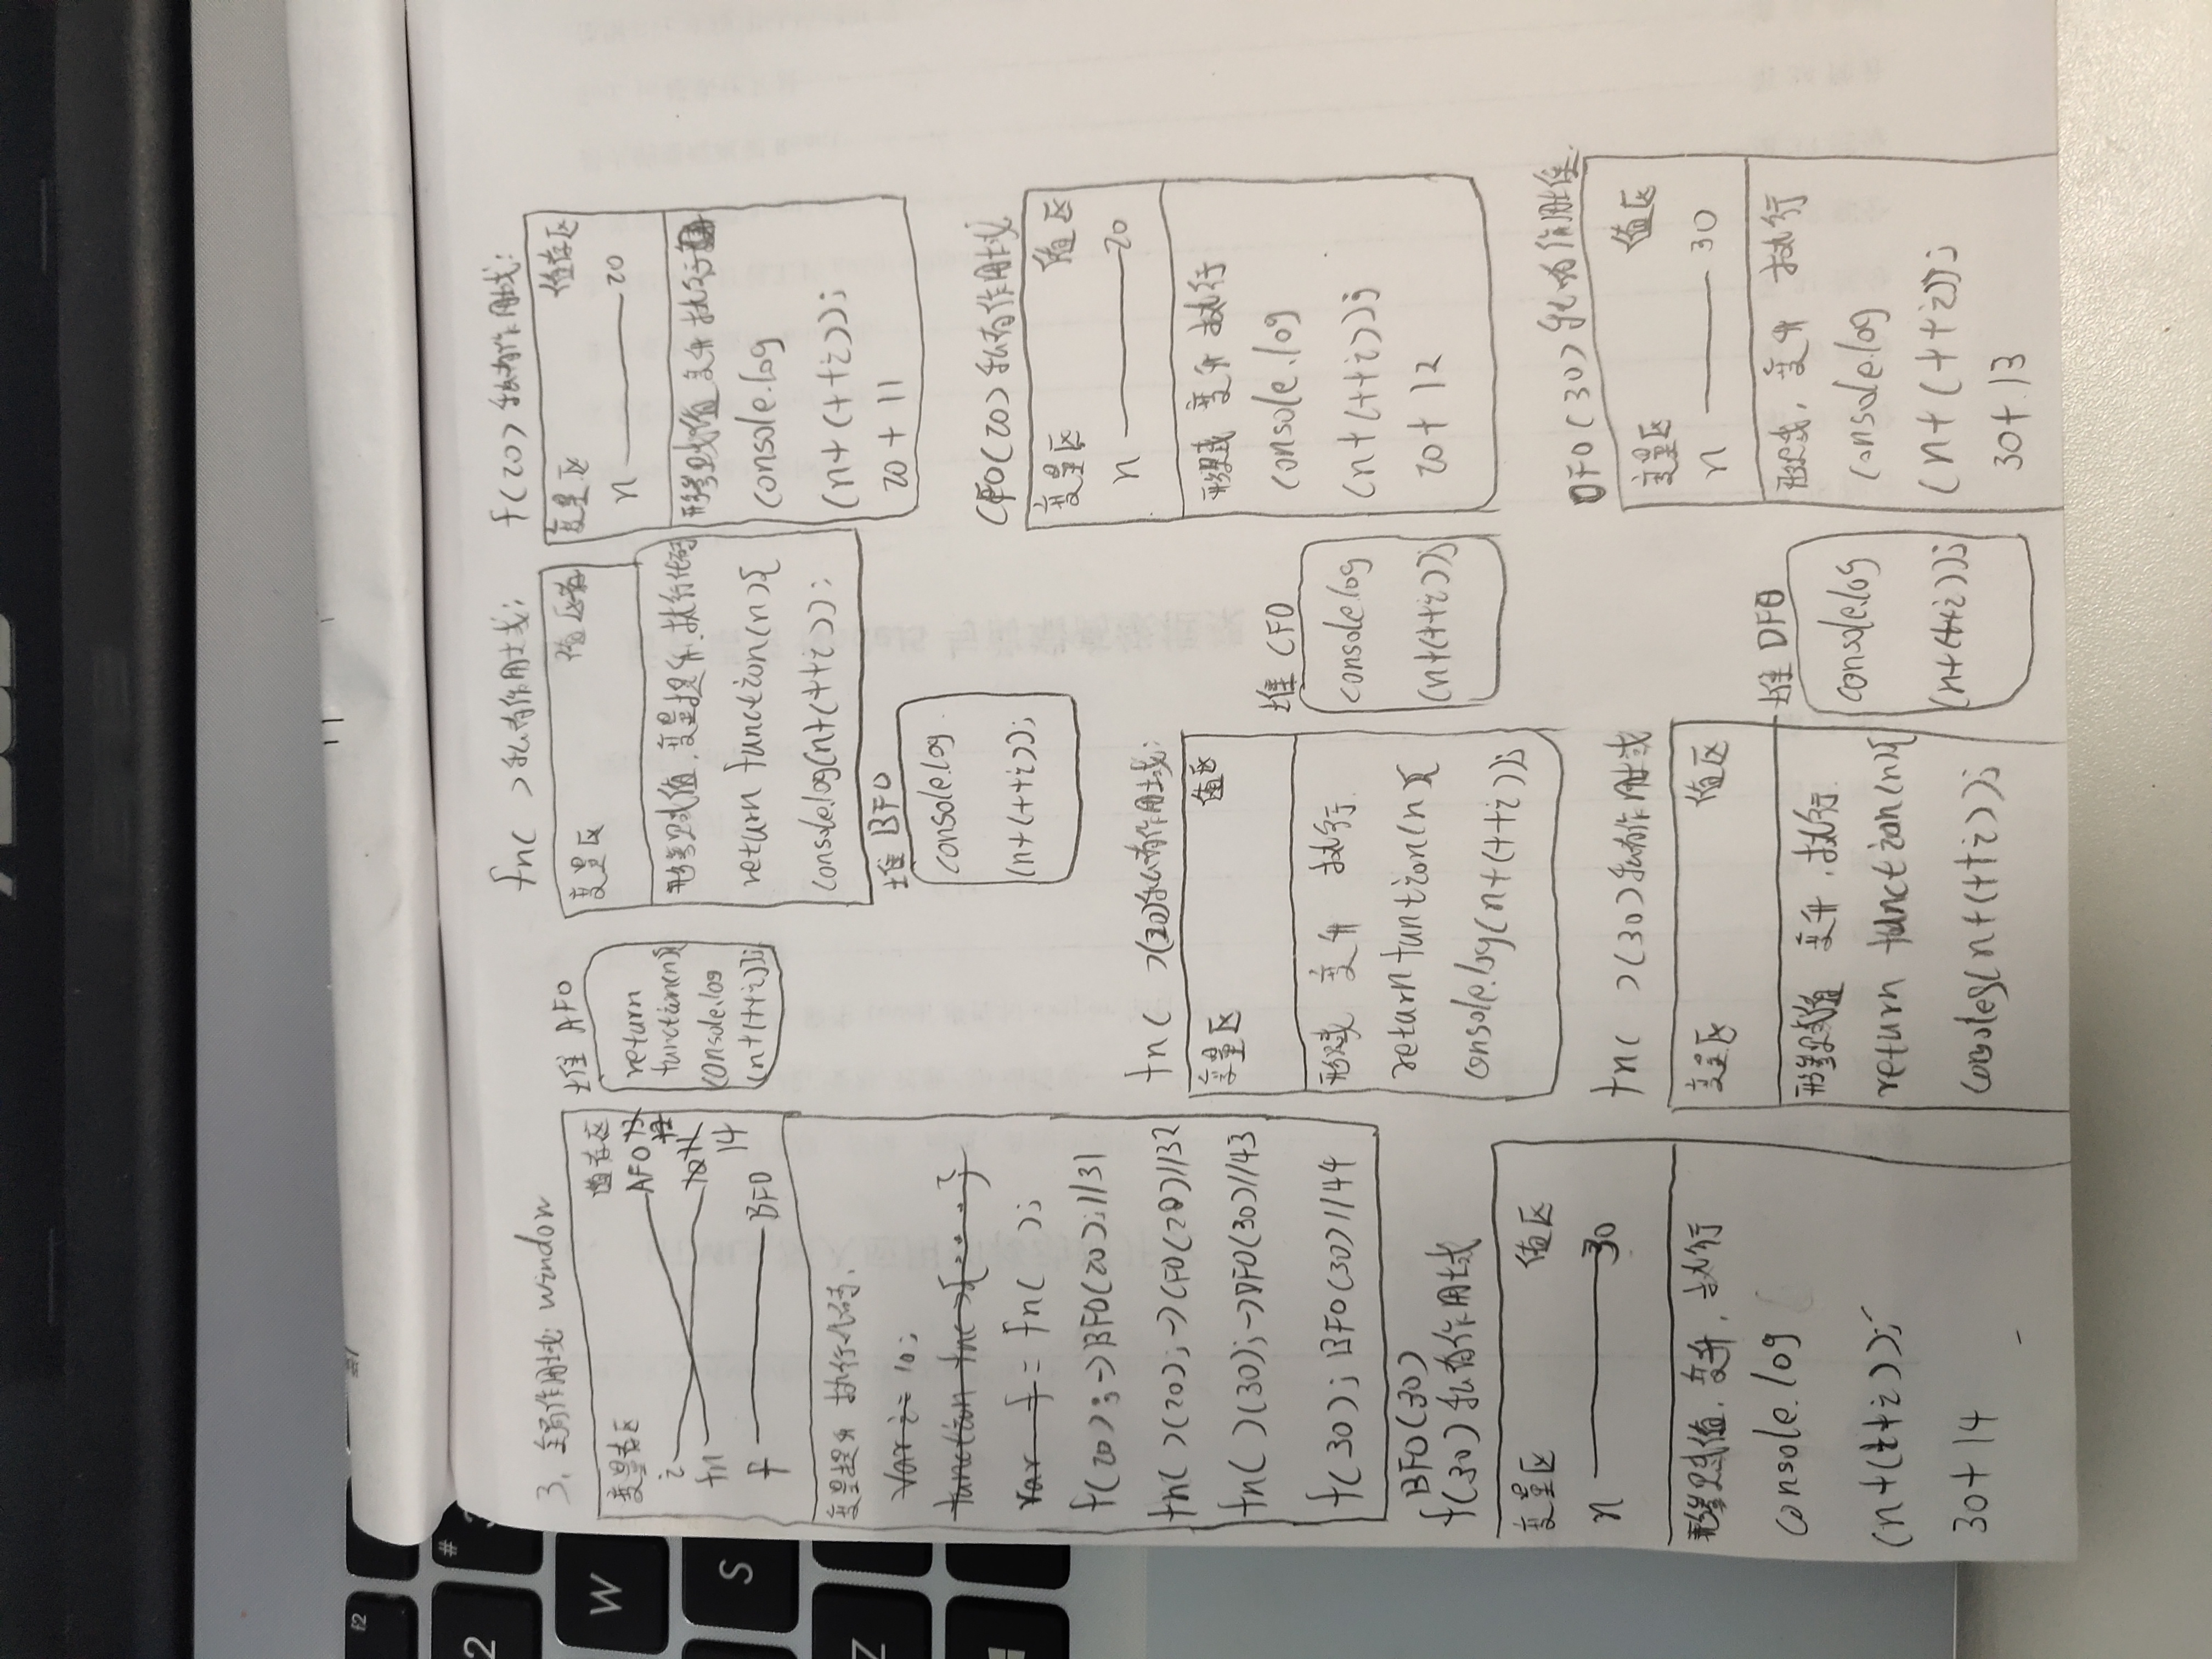 3、全局作用域 window
变量存区 值存区
i AFO 13
12
fn 10 11
14
f BFO
变量提升 执行代码、
var i = 10;
function fn( ){....}
var f = fn( );
f(20);->BFO(20);//31
fn( )(20);->CFO(20)//32
fn( )(30);->DFO(30)//43
f(30); BFO(30)//44
堆 AFO
return
function(n){
console.log
(n+(++i)};
fn( )私有作用域:
变量区 值区
形参赋值、变量提升、执行代码
return function(n){
console.log(n+(++i));
f(20)私有作用域:
变量区 值存区
n 20
形参赋值 变升 执行
console.log
(n+(++i));
20+11
堆 BFO
console.log
(n+(++i));
CFO(20)私有作用域
变量区 值区
n 20
形赋 变升 执行
console.log
(n+(++i));
20+12
fn( )(20)私有作用域:
变量区 值区
形赋 变升 执行
return funtion(n){
console.log(n+(++i));
堆 CFO
console.log
(n+(++i));
BFO(30)
f(30)私有作用域
变量区 值区
n 30
形参赋值、变升、执行
console.log
(n+(++i));
30+14
fn( )(30)私有作用域
变量区 值区
形参赋值 变升、执行
return function(n){
(n+(++i));
堆 DFO
console.log
(n+(++i));
DFO(30)私有作用域
变量区 值区
n 30
形赋、变升 执行
console.log
(n+(++i));
30+13
f2
#
3
2
W
S
Z